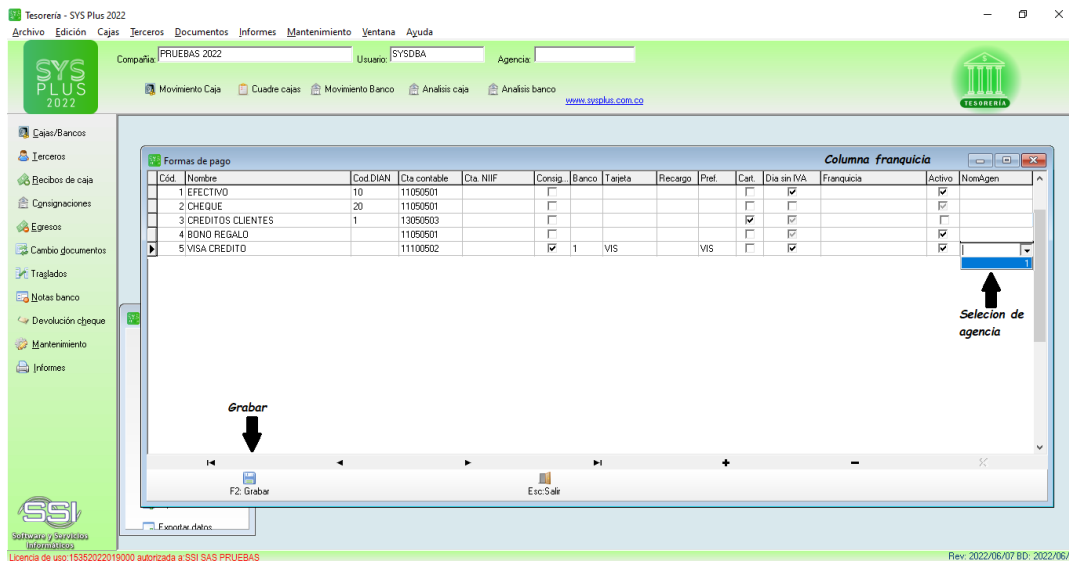 Tesorería - SYS Plus 2022
Archivo Edición Cajas Terceros Documentos Informes Mantenimiento Ventana Ayuda
SYS
PLUS
2022
Compañia: PRUEBAS 2022 Usuario: SYSDBA Agencia:
Movimiento Caja Cuadre cajas Movimiento Banco Analisis caja Analisis banco
www.sysplus.com.co
TESORERÍA
Cajas/Bancos
Terceros
Recibos de caja
Consignaciones
Egresos
Cambio documentos
Traslados
Notas banco
Devolución cheque
Mantenimiento
Informes
Formas de pago Columna franquicia
Cód. Nombre Cod.DIAN Cta contable Cta. NIIF Consig... Banco Tarjeta Recargo Pref. Cart. Dia sin IVA Franquicia Activo NomAgen
1 EFECTIVO 10 11050501
2 CHEQUE 20 11050501
3 CREDITOS CLIENTES 1 13050503
4 BONO REGALO 11050501
5 VISA CREDITO 11100502 1 VIS VIS
1
Selecion de
agencia
Grabar
F2: Grabar Esc:Salir
Exportar datos
SSI
Software y Servicios
Informáticos
Licencia de uso:15352022019000 autorizada a:SSI SAS PRUEBAS Rev: 2022/06/07 BD: 2022/06/